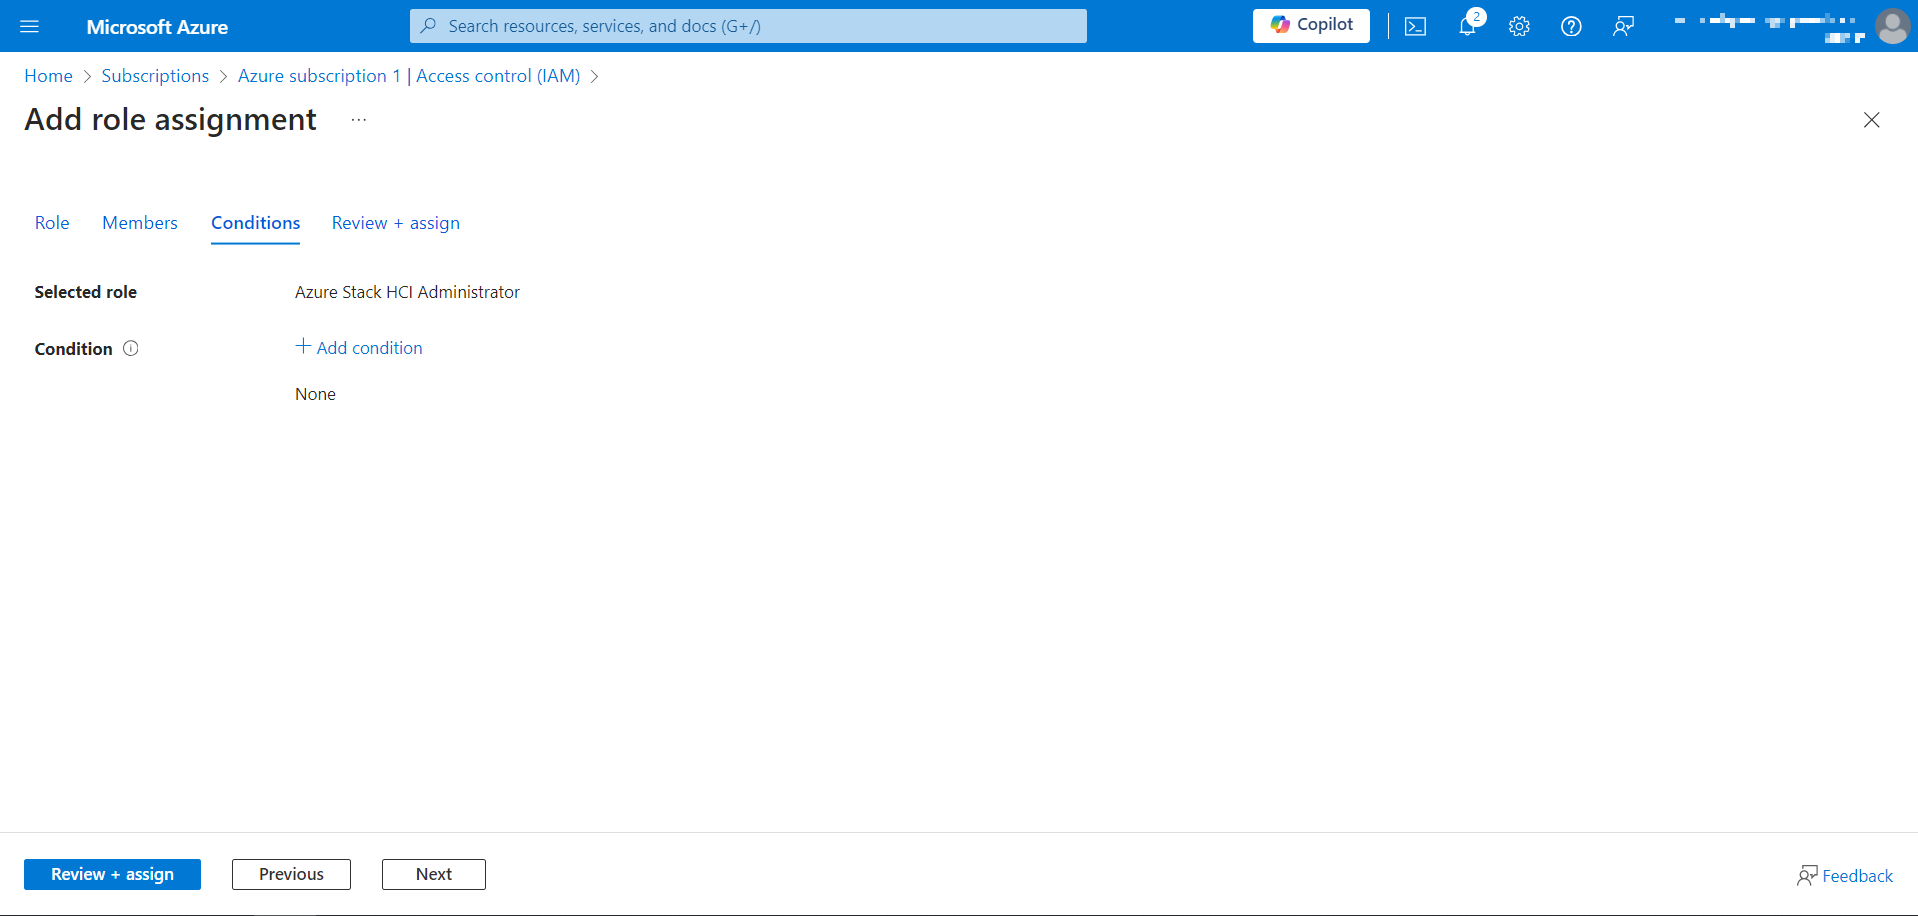 Microsoft Azure
Search resources, services, and docs (G+/)
Copilot
2
Home > Subscriptions > Azure subscription 1 | Access control (IAM) >
Add role assignment ...
Role Members Conditions Review + assign
Selected role Azure Stack HCI Administrator
Condition + Add condition
None
Review + assign Previous Next Feedback